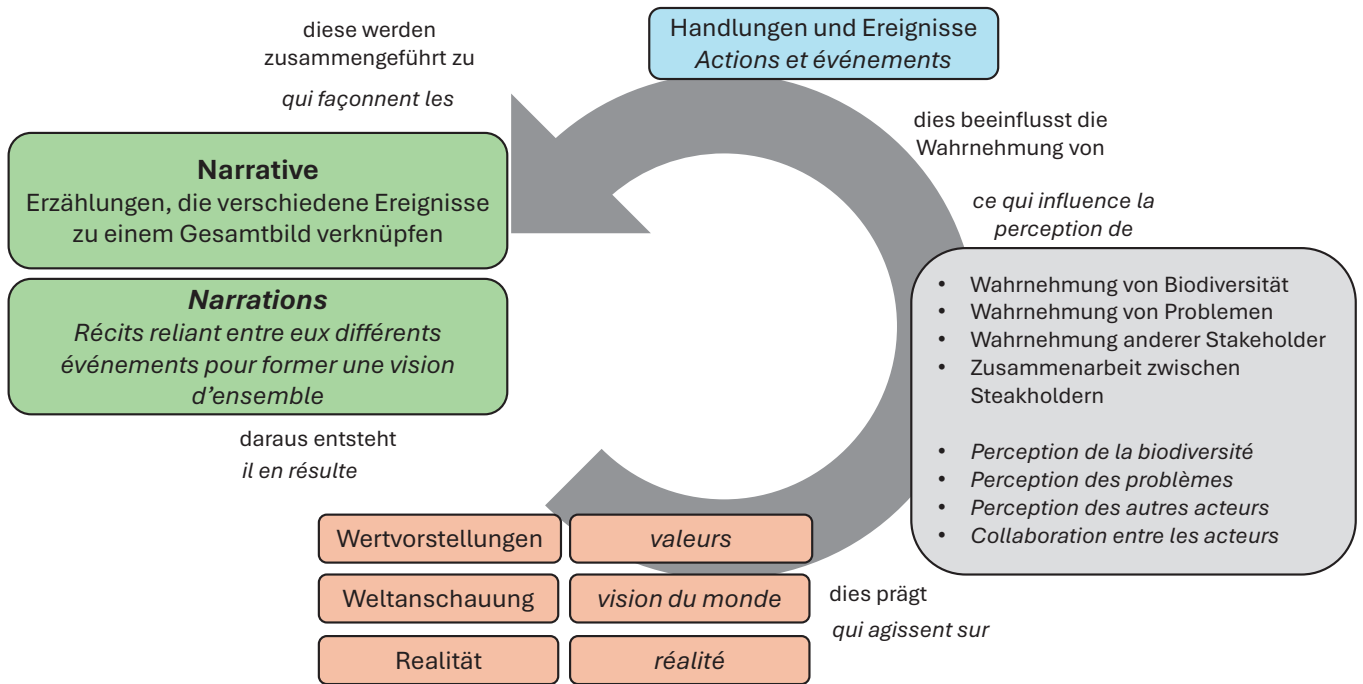 diese werden
zusammengeführt zu
qui façonnent les
Handlungen und Ereignisse
Actions et événements
dies beeinflusst die
Wahrnehmung von
ce qui influence la
perception de
Narrative
Erzählungen, die verschiedene Ereignisse
zu einem Gesamtbild verknüpfen
Narrations
Récits reliant entre eux différents
événements pour former une vision
d'ensemble
daraus entsteht
il en résulte
• Wahrnehmung von Biodiversität
• Wahrnehmung von Problemen
• Wahrnehmung anderer Stakeholder
• Zusammenarbeit zwischen
Steakholdern
• Perception de la biodiversité
• Perception des problèmes
• Perception des autres acteurs
• Collaboration entre les acteurs
Wertvorstellungen valeurs
Weltanschauung vision du monde
Realität réalité
dies prägt
qui agissent sur